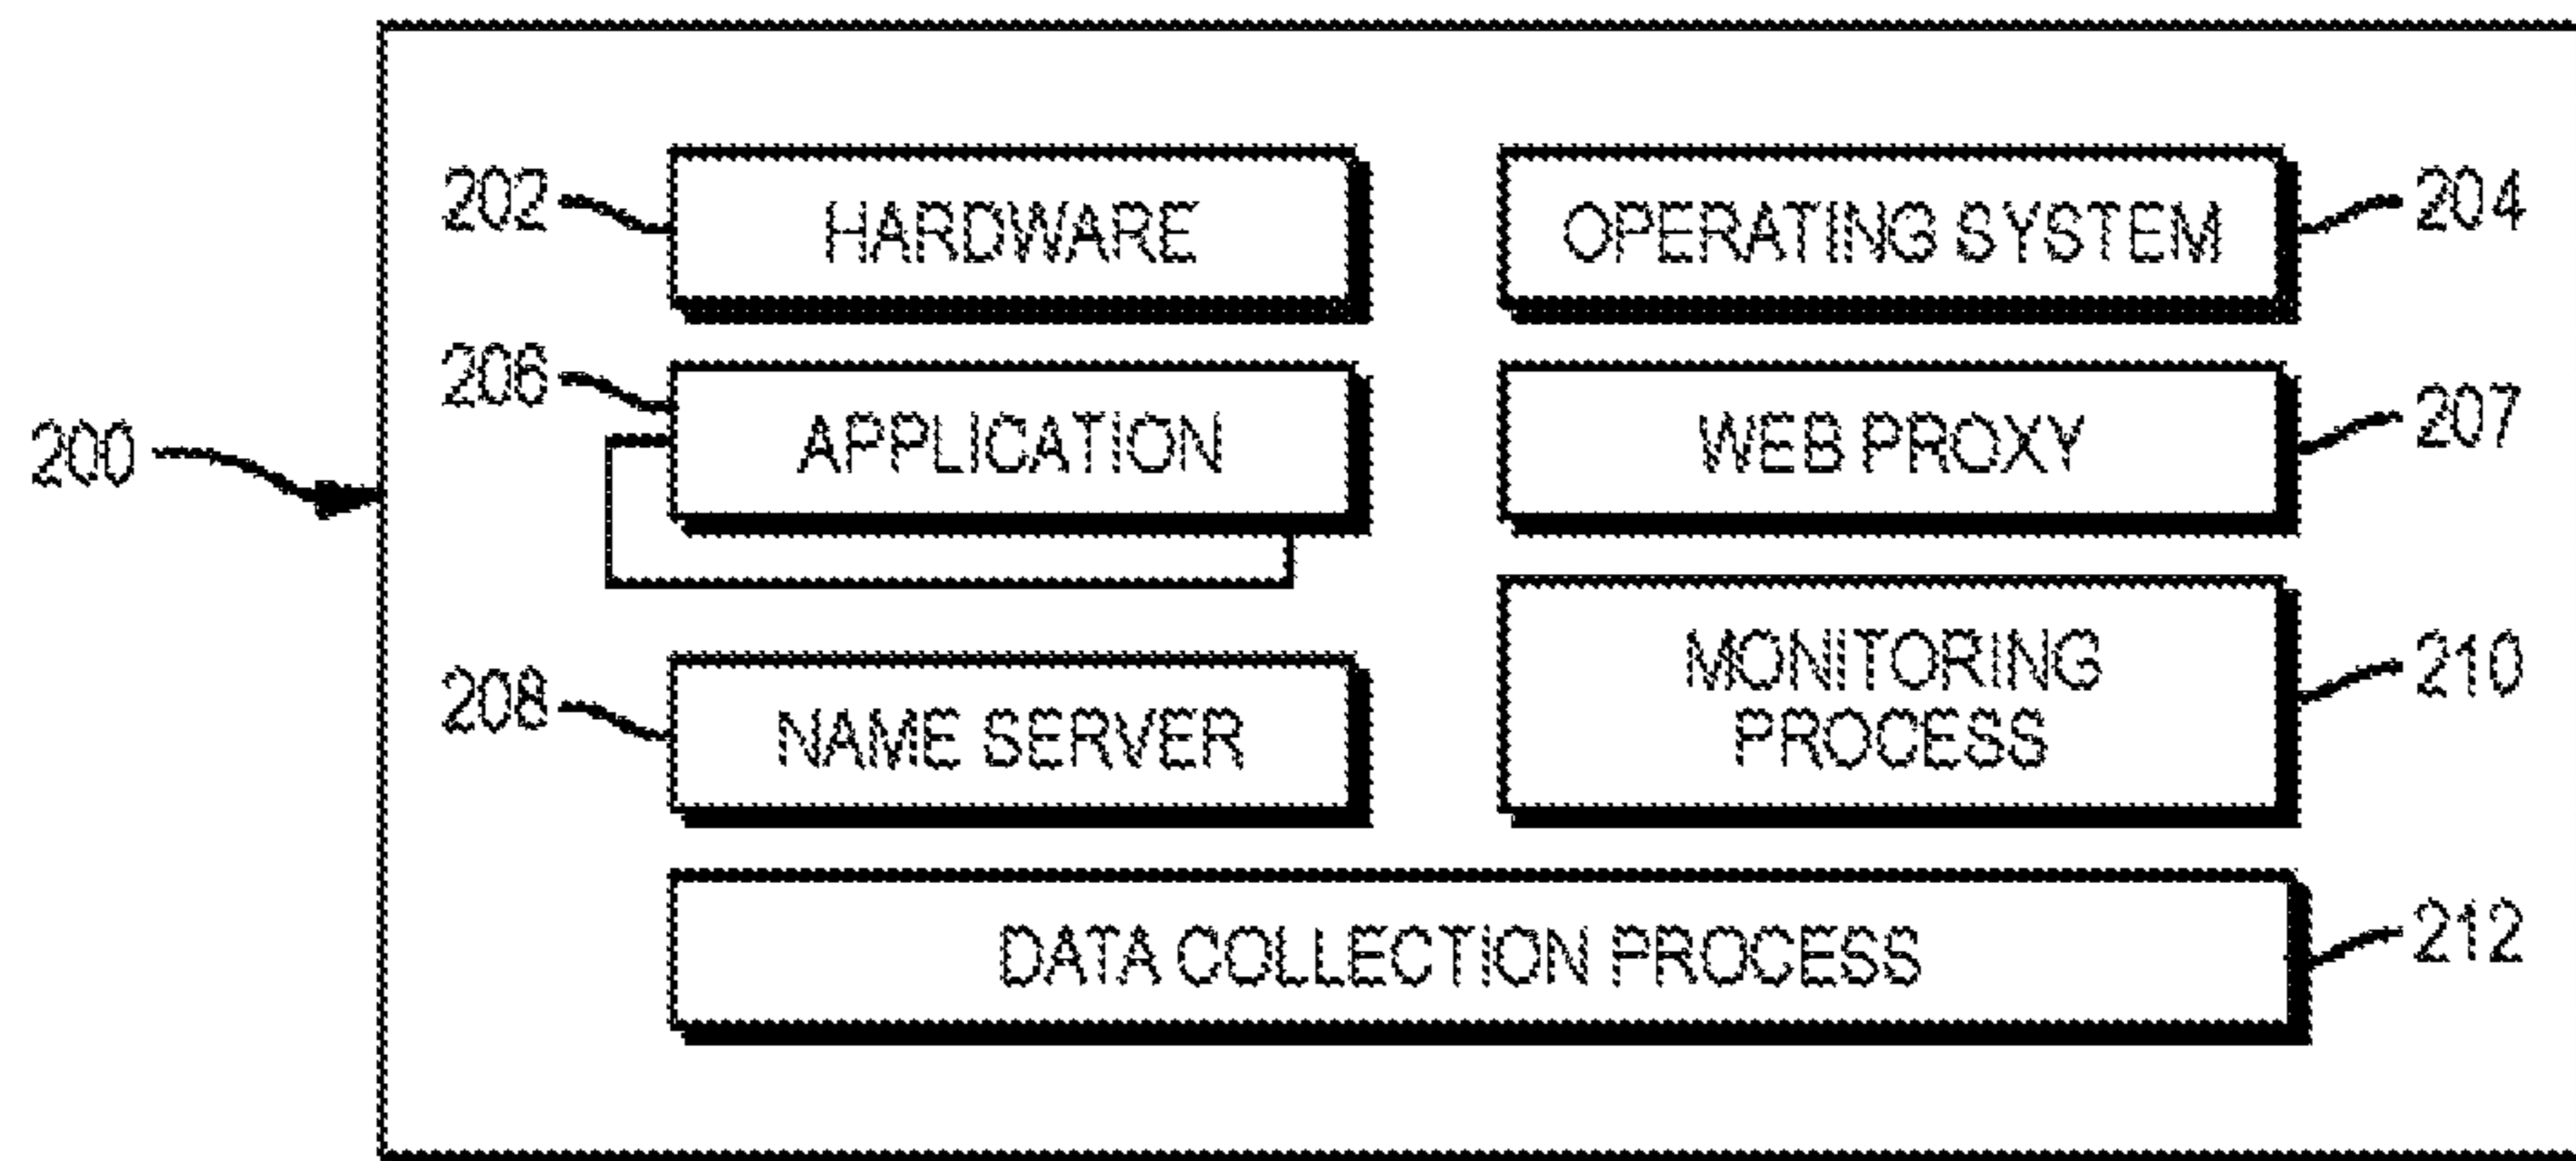 202 HARDWARE
OPERATING SYSTEM 204
206 APPLICATION
WEB PROXY 207
200
208 NAME SERVER
MONITORING
PROCESS
210
DATA COLLECTION PROCESS 212